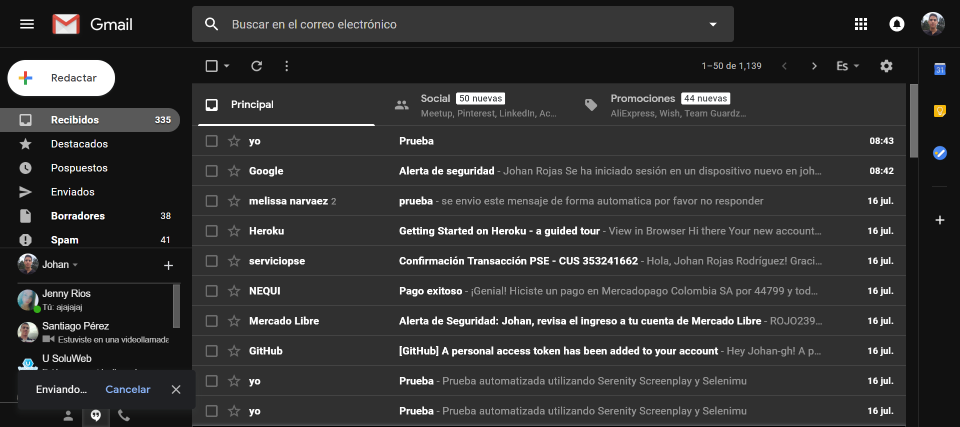 Gmail
Buscar en el correo electrónico
Redactar
1–50 de 1,139
Es
31
Recibidos 335
Destacados
Pospuestos
Enviados
Borradores 38
Spam 41
Johan
Jenny Rios
Tú: ajajajaj
Santiago Pérez
Estuviste en una videollamada
U SoluWeb
Enviando... Cancelar
Principal
Social 50 nuevas
Meetup, Pinterest, LinkedIn, Ac...
Promociones 44 nuevas
AliExpress, Wish, Team Guardz...
yo Prueba 08:43
Google Alerta de seguridad - Johan Rojas Se ha iniciado sesión en un dispositivo nuevo en joh... 08:42
melissa narvaez 2 prueba - se envio este mensaje de forma automatica por favor no responder 16 jul.
Heroku Getting Started on Heroku - a guided tour - View in Browser Hi there Your new account... 16 jul.
serviciopse Confirmación Transacción PSE - CUS 353241662 - Hola, Johan Rojas Rodríguez! Graci... 16 jul.
NEQUI Pago exitoso - ¡Genial! Hiciste un pago en Mercadopago Colombia SA por 44799 y tod... 16 jul.
Mercado Libre Alerta de Seguridad: Johan, revisa el ingreso a tu cuenta de Mercado Libre - ROJO239... 16 jul.
GitHub [GitHub] A personal access token has been added to your account - Hey Johan-gh! A p... 16 jul.
yo Prueba - Prueba automatizada utilizando Serenity Screenplay y Selenimu 16 jul.
yo Prueba - Prueba automatizada utilizando Serenity Screenplay y Selenimu 16 jul.